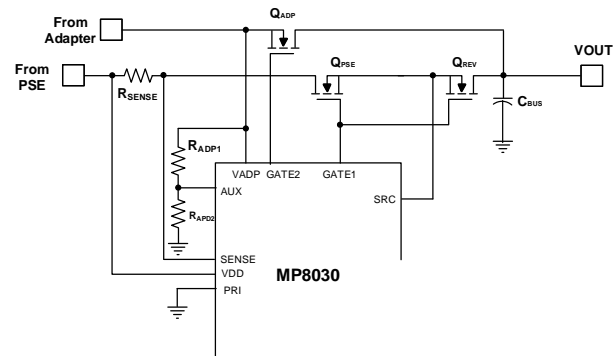 From
Adapter
QADP
From
PSE
RSENSE
QPSE
QREV
VOUT
CBUS
RADP1
RAPD2
VADP GATE2 GATE1
AUX
SRC
SENSE
VDD
PRI
MP8030